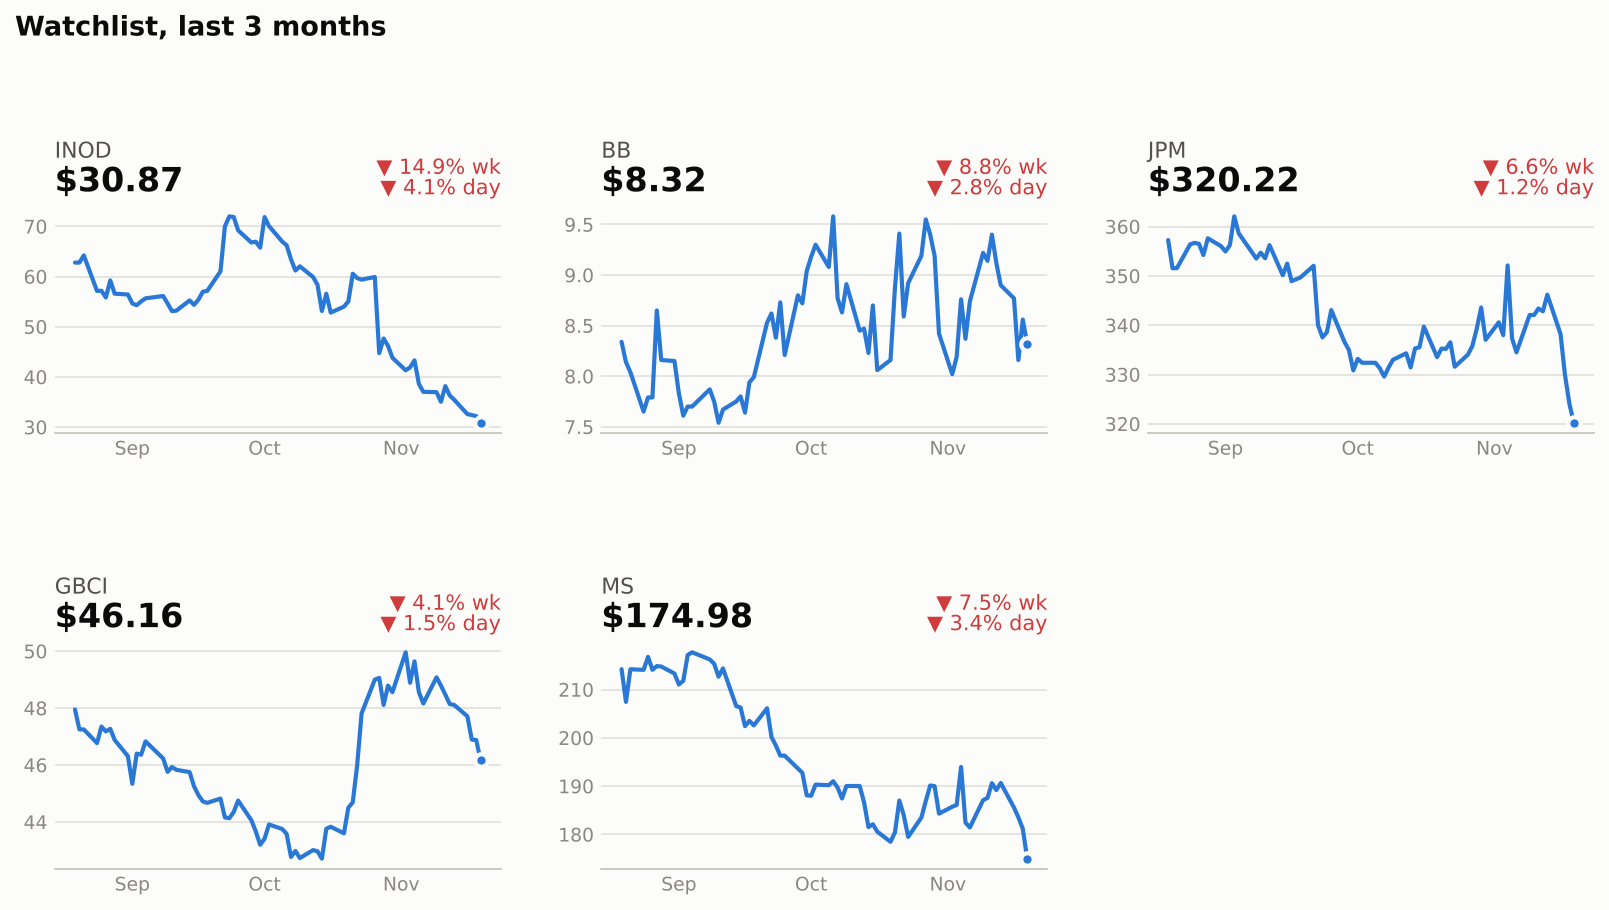 Watchlist, last 3 months
INOD
$30.87
▼ 14.9% wk
▼ 4.1% day
70
60
50
40
30
Sep Oct Nov
BB
$8.32
▼ 8.8% wk
▼ 2.8% day
9.5
9.0
8.5
8.0
7.5
Sep Oct Nov
JPM
$320.22
▼ 6.6% wk
▼ 1.2% day
360
350
340
330
320
Sep Oct Nov
GBCI
$46.16
▼ 4.1% wk
▼ 1.5% day
50
48
46
44
Sep Oct Nov
MS
$174.98
▼ 7.5% wk
▼ 3.4% day
210
200
190
180
Sep Oct Nov